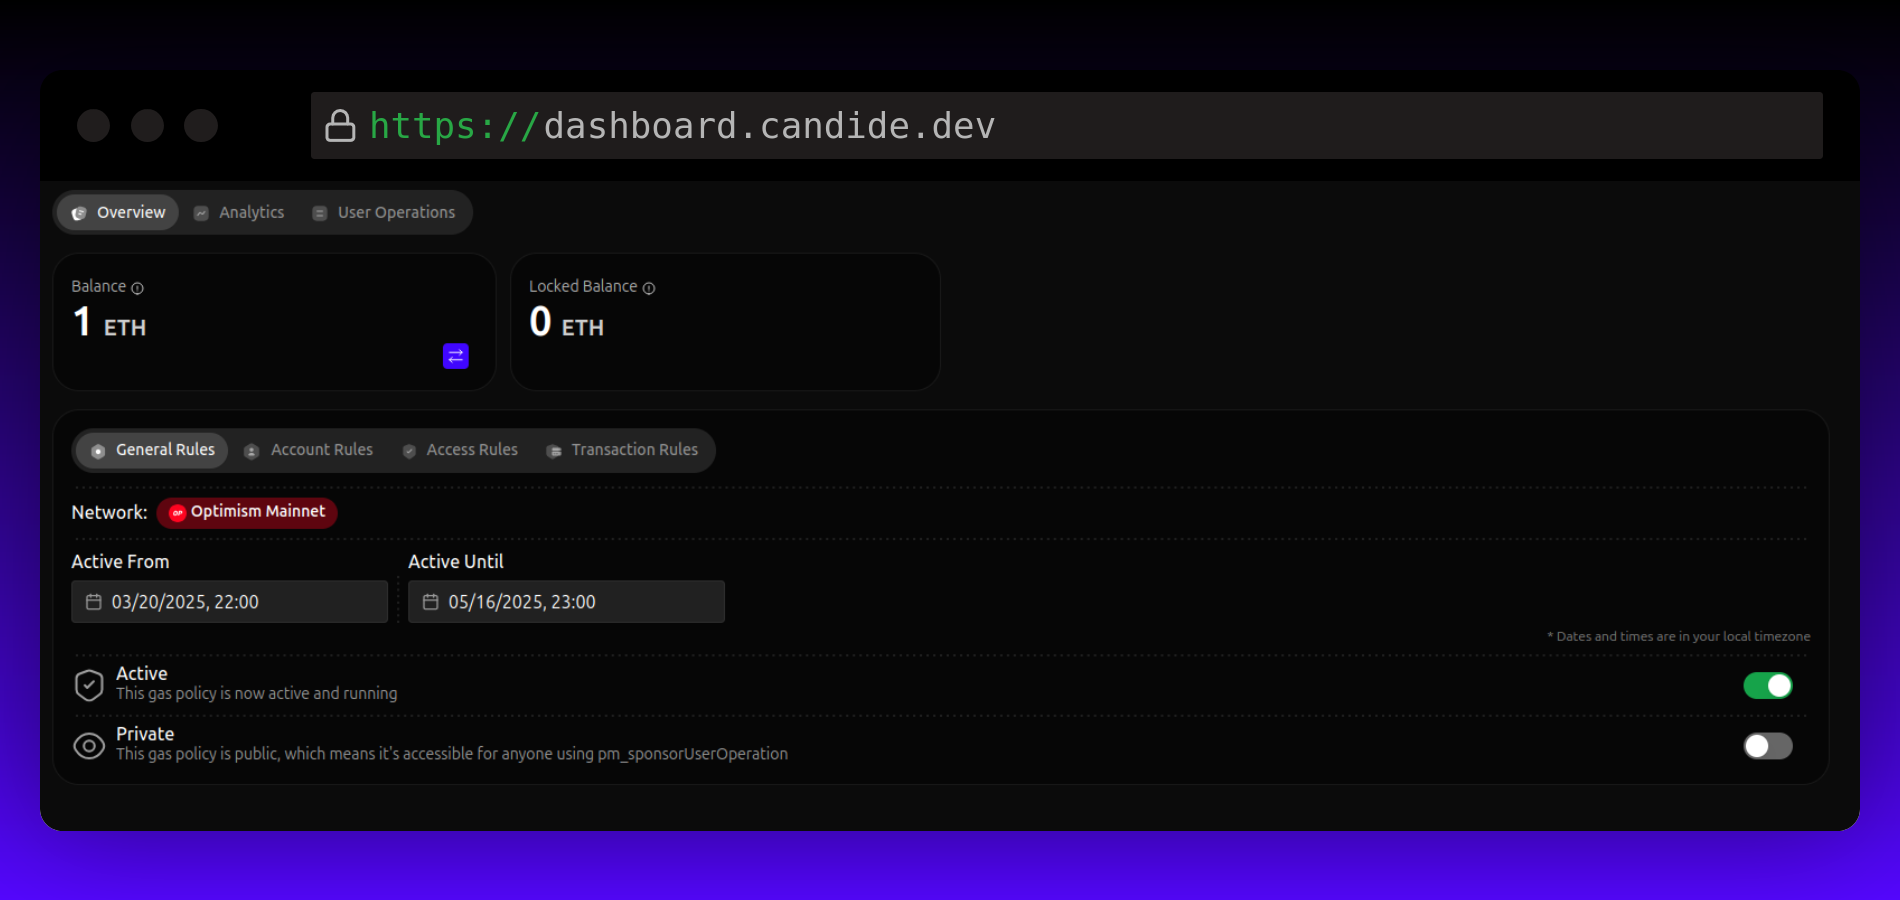 https://dashboard.candide.dev
Overview Analytics User Operations
Balance
1 ETH
Locked Balance
0 ETH
General Rules Account Rules Access Rules Transaction Rules
Network: OP Optimism Mainnet
Active From
03/20/2025, 22:00
Active Until
05/16/2025, 23:00
* Dates and times are in your local timezone
Active
This gas policy is now active and running
Private
This gas policy is public, which means it's accessible for anyone using pm_sponsorUserOperation